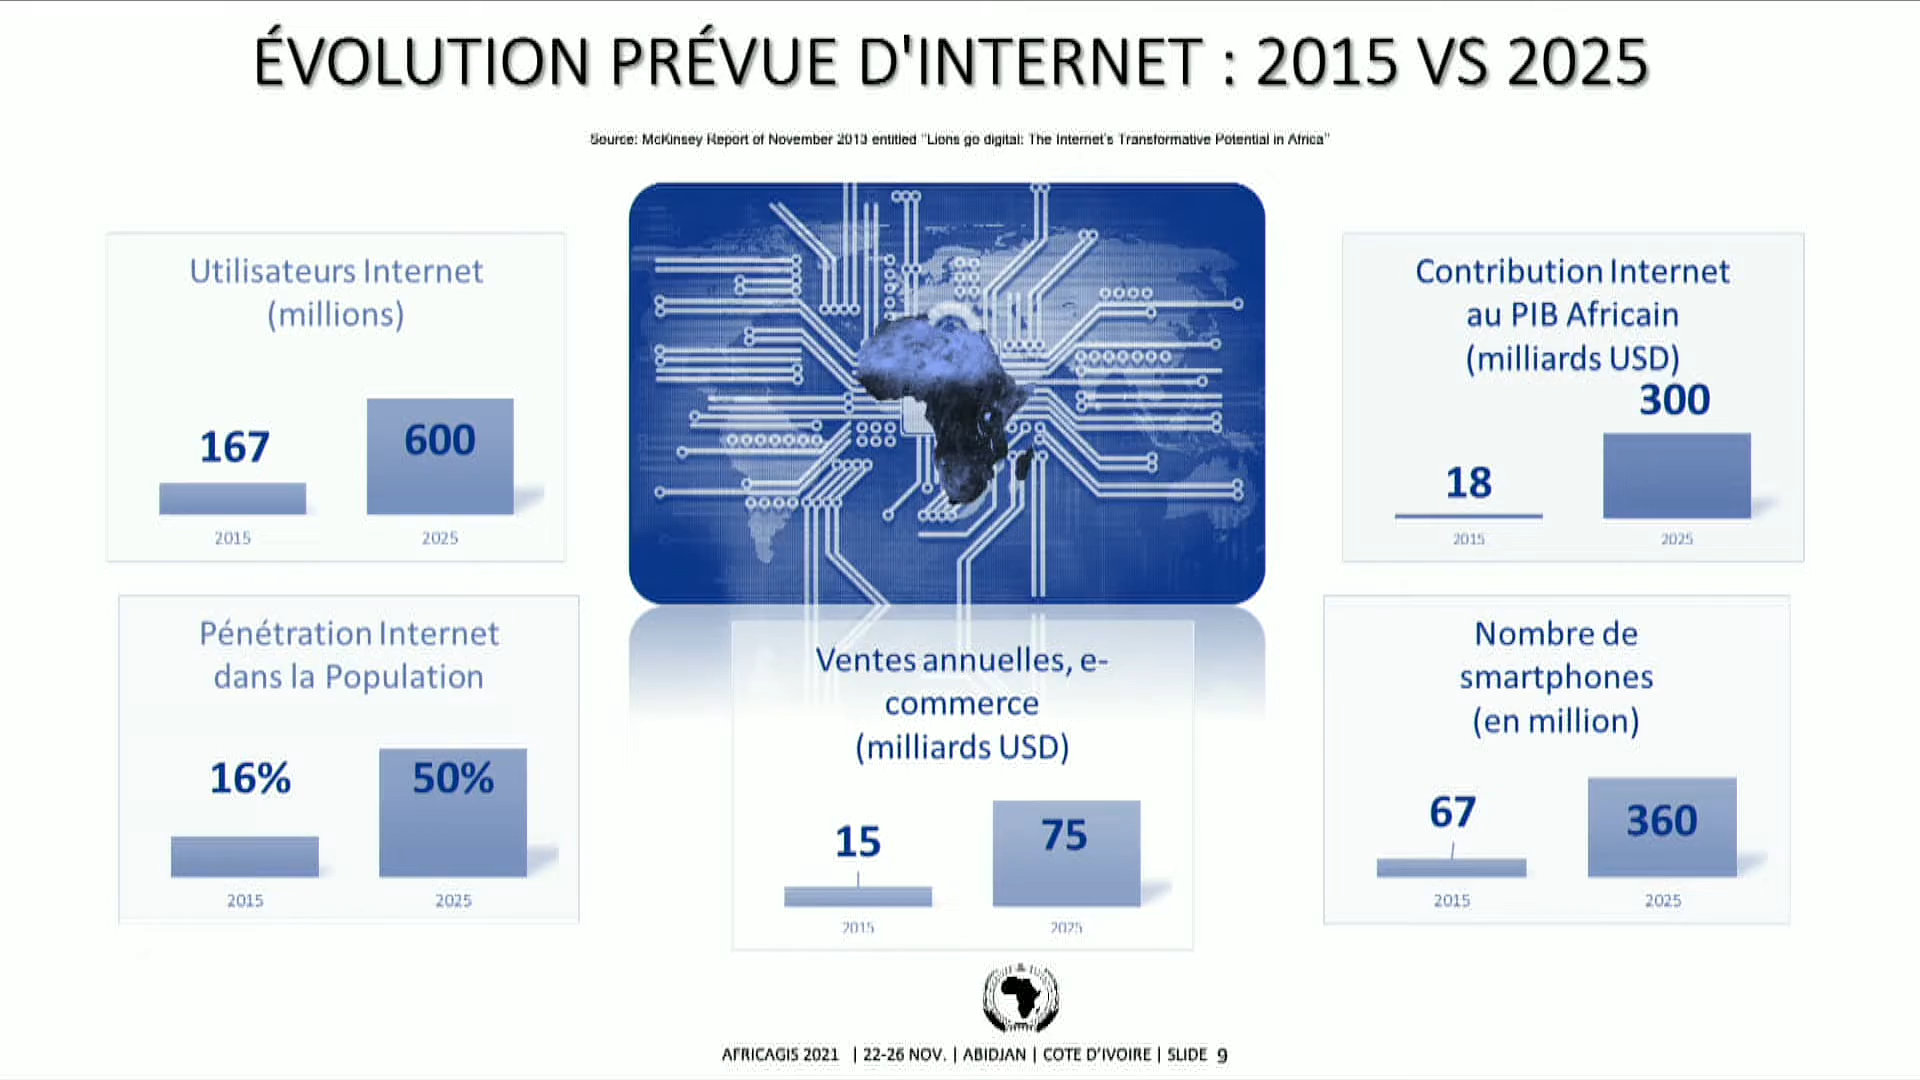 ÉVOLUTION PRÉVUE D'INTERNET : 2015 VS 2025
Source: McKinsey Report of November 2013 entitled "Lions go digital: The Internet's Transformative Potential in Africa"
Utilisateurs Internet
(millions)
167
600
2015
2025
Contribution Internet
au PIB Africain
(milliards USD)
300
18
2015
2025
Pénétration Internet
dans la Population
16%
50%
2015
2025
Ventes annuelles, e-
commerce
(milliards USD)
15
75
2015
2025
Nombre de
smartphones
(en million)
67
360
2015
2025
AFRICAGIS 2021 | 22-26 NOV. | ABIDJAN | COTE D'IVOIRE | SLIDE 9